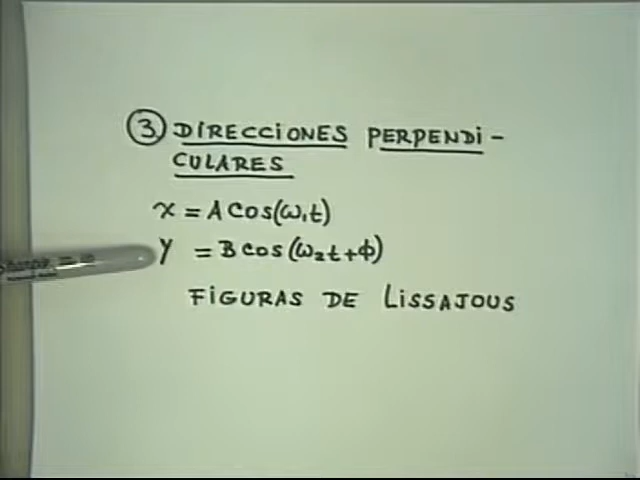 ③ DIRECCIONES PERPENDI-
CULARES
x = A cos(ω₁t)
y = B cos(ω₂t+ϕ)
FIGURAS DE LISSAJOUS